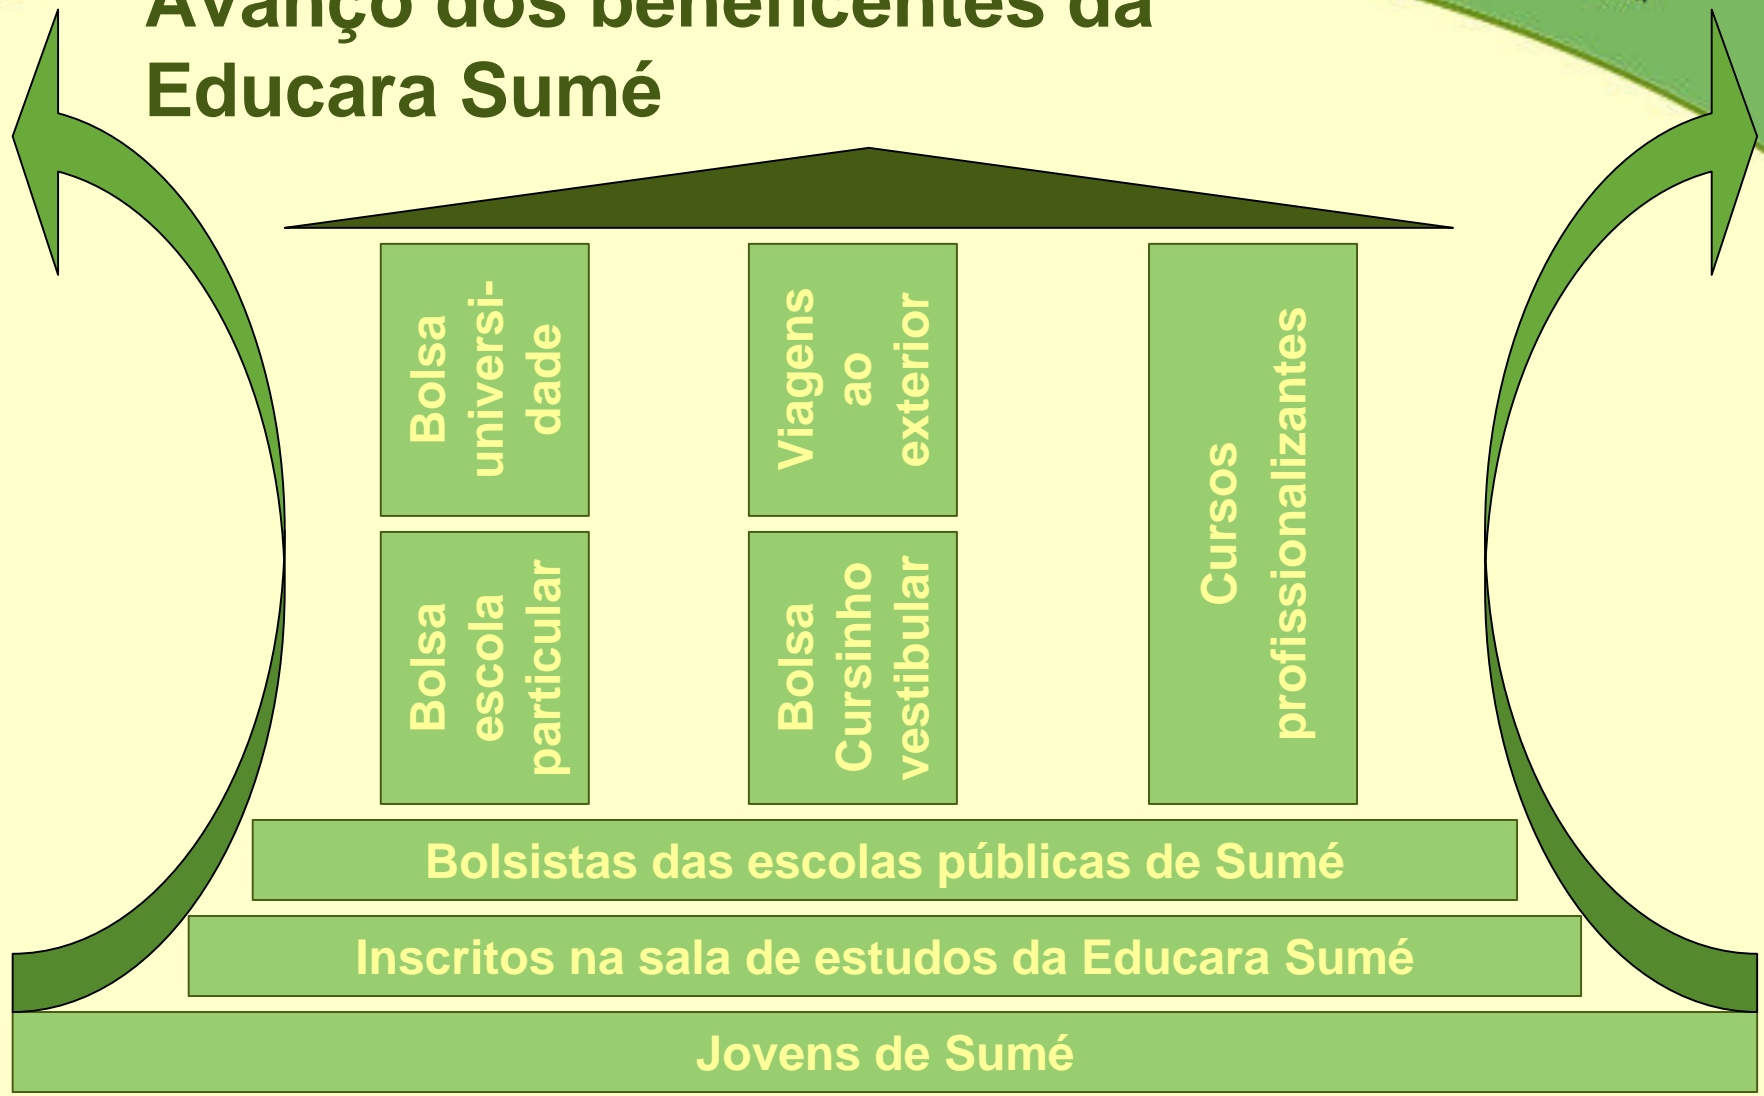 Avanço dos beneficentes da
Educara Sumé
Bolsa
universi-
dade
Viagens
ao
exterior
Cursos
profissionalizantes
Bolsa
escola
particular
Bolsa
Cursinho
vestibular
Bolsistas das escolas públicas de Sumé
Inscritos na sala de estudos da Educara Sumé
Jovens de Sumé